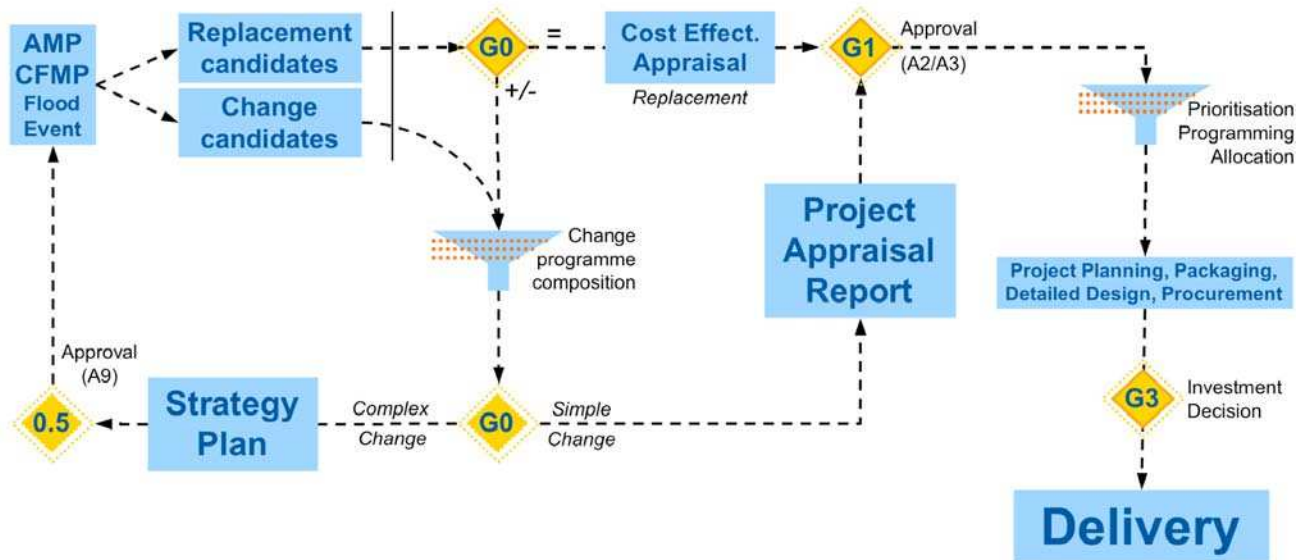 AMP
CFMP
Flood
Event
Replacement
candidates
Change
candidates
G0
=
+/-
Cost Effect.
Appraisal
Replacement
G1
Approval
(A2/A3)
Prioritisation
Programming
Allocation
Change
programme
composition
Project
Appraisal
Report
Project Planning, Packaging,
Detailed Design, Procurement
Approval
(A9)
0.5
Strategy
Plan
Complex
Change
G0
Simple
Change
G3
Investment
Decision
Delivery